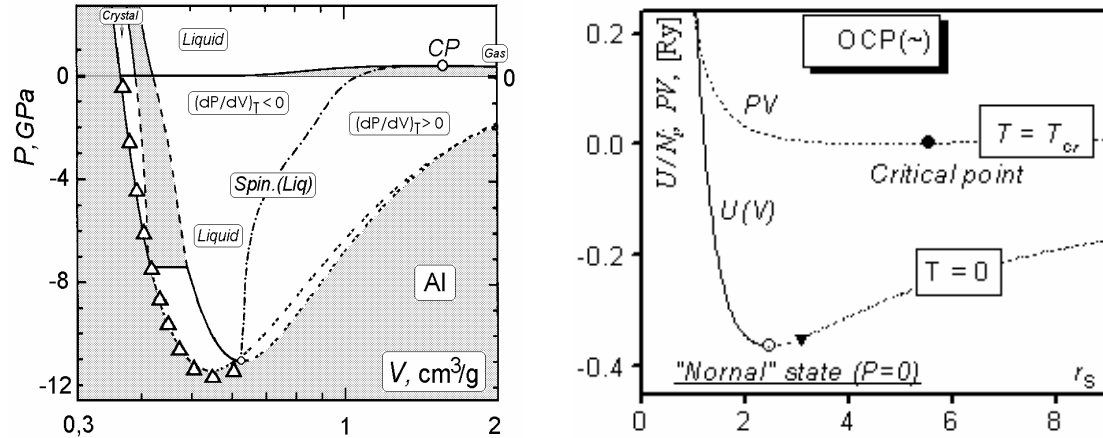 Crystal
Liquid
CP
Gas
0
0
(dP/dV)T < 0
(dP/dV)T > 0
P, GPa
-4
Spin.(Liq)
Liquid
-8
Al
V, cm³/g
-12
0,3
1
2
0.2
OCP(~)
U/Ni, PV, [Ry]
PV
0.0
T = Tcr
Critical point
U(V)
-0.2
T = 0
-0.4
"Nornal" state (P=0)
rS
0
2
4
6
8